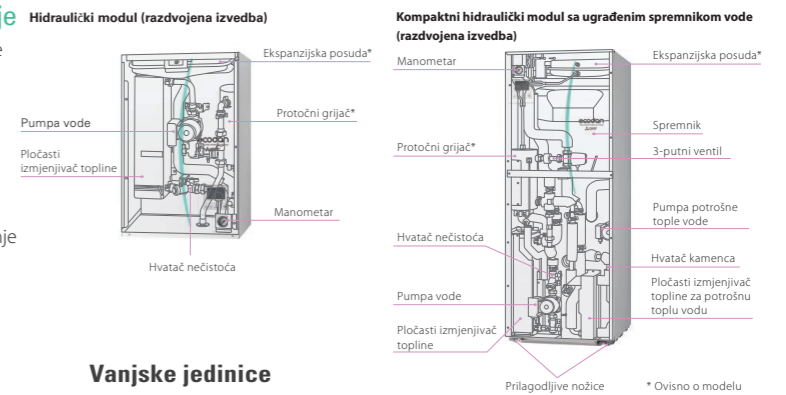 je
e
nje
Hidraulički modul (razdvojena izvedba)
Ekspanzijska posuda*
Pumpa vode
Protočni grijač*
Pločasti
izmjenjivač topline
Manometar
Hvatač nečistoća
Kompaktni hidraulički modul sa ugrađenim spremnikom vode
(razdvojena izvedba)
Manometar
Ekspanzijska posuda*
ecodan
Spremnik
Protočni grijač*
3-putni ventil
Pumpa potrošne
tople vode
Hvatač nečistoća
Hvatač kamenca
Pločasti izmjenjivač
topline za potrošnu
toplu vodu
Pumpa vode
Pločasti izmjenjivač
topline
Prilagodljive nožice
* Ovisno o modelu
Vanjske jedinice